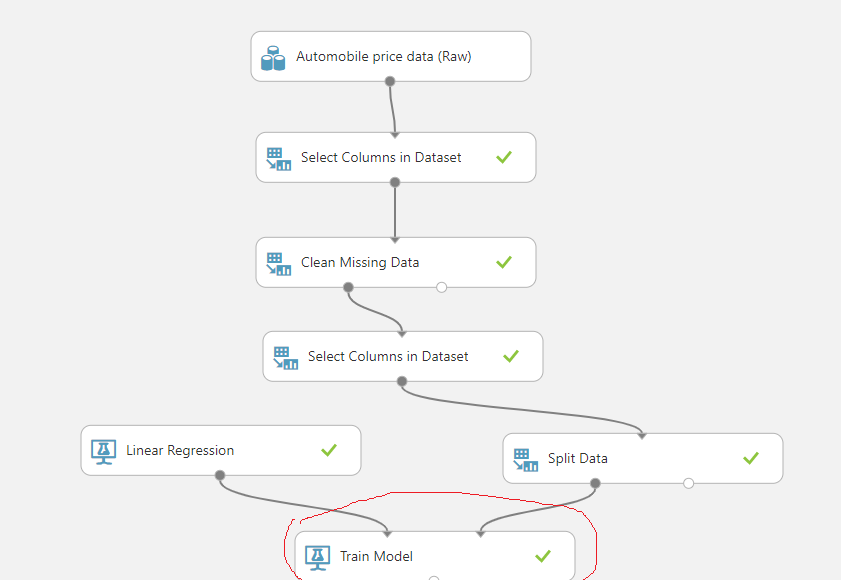 Automobile price data (Raw)
Select Columns in Dataset
Clean Missing Data
Select Columns in Dataset
Linear Regression
Split Data
Train Model